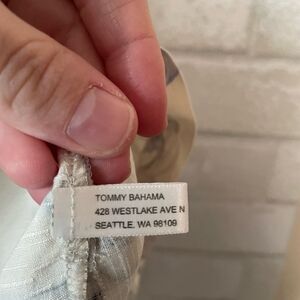 TOMMY BAHAMA
428 WESTLAKE AVE N
SEATTLE, WA 98109